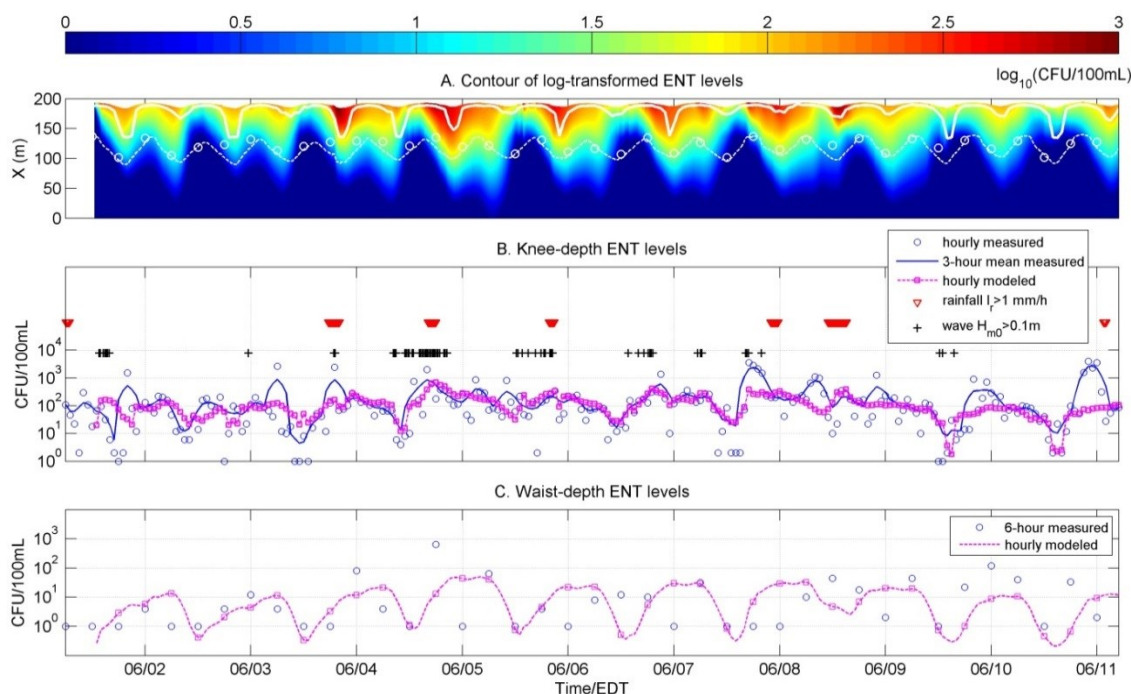 0 0.5 1 1.5 2 2.5 3
A. Contour of log-transformed ENT levels
log10(CFU/100mL)
200
150
100
50
0
X (m)
B. Knee-depth ENT levels
hourly measured
3-hour mean measured
hourly modeled
rainfall Ir>1 mm/h
wave Hm0>0.1m
10^4
10^3
10^2
10^1
10^0
CFU/100mL
C. Waist-depth ENT levels
6-hour measured
hourly modeled
10^3
10^2
10^1
10^0
CFU/100mL
06/02 06/03 06/04 06/05 06/06 06/07 06/08 06/09 06/10 06/11
Time/EDT